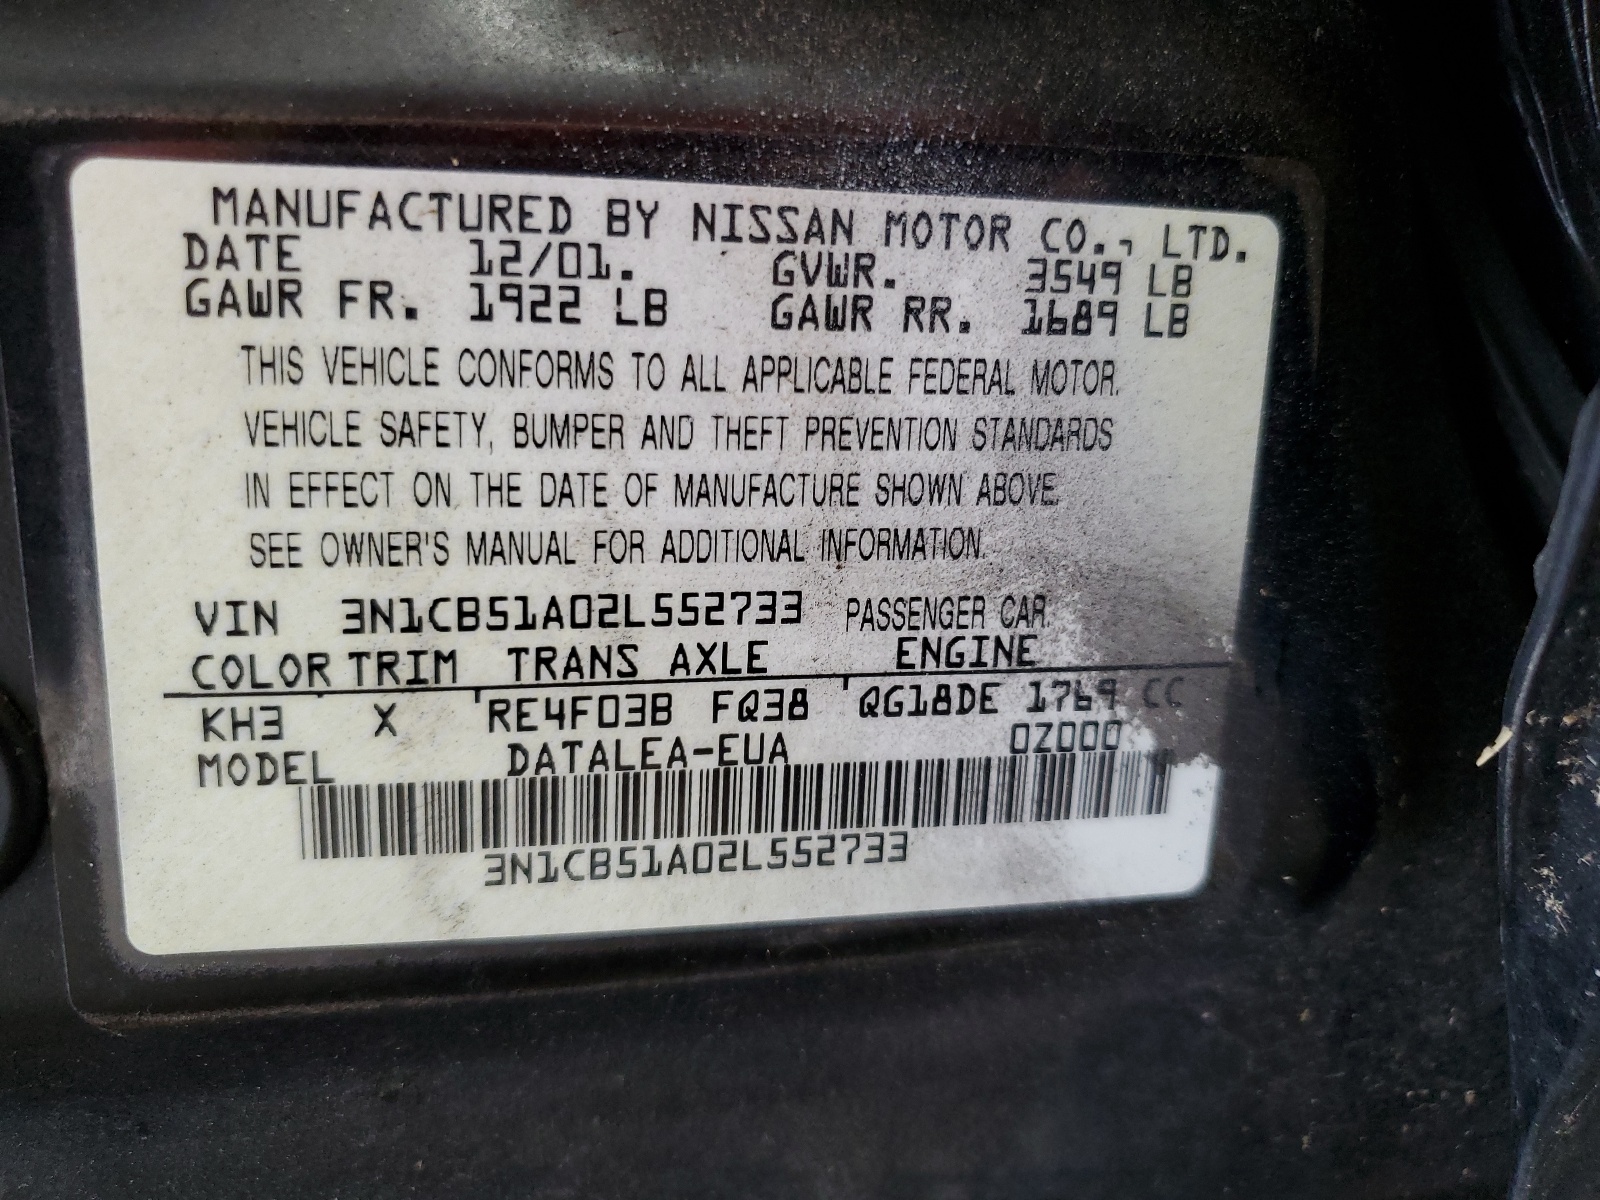 MANUFACTURED BY NISSAN MOTOR CO., LTD.
DATE 12/01. GVWR. 3549 LB
GAWR FR. 1922 LB GAWR RR. 1689 LB
THIS VEHICLE CONFORMS TO ALL APPLICABLE FEDERAL MOTOR.
VEHICLE SAFETY, BUMPER AND THEFT PREVENTION STANDARDS
IN EFFECT ON THE DATE OF MANUFACTURE SHOWN ABOVE.
SEE OWNER'S MANUAL FOR ADDITIONAL INFORMATION.
VIN 3N1CB51A02L552733 PASSENGER CAR.
COLOR TRIM TRANS AXLE ENGINE
KH3 X RE4F03B FQ38 QG18DE 1769 CC
MODEL DATALEA-EUA 0Z000
3N1CB51A02L552733